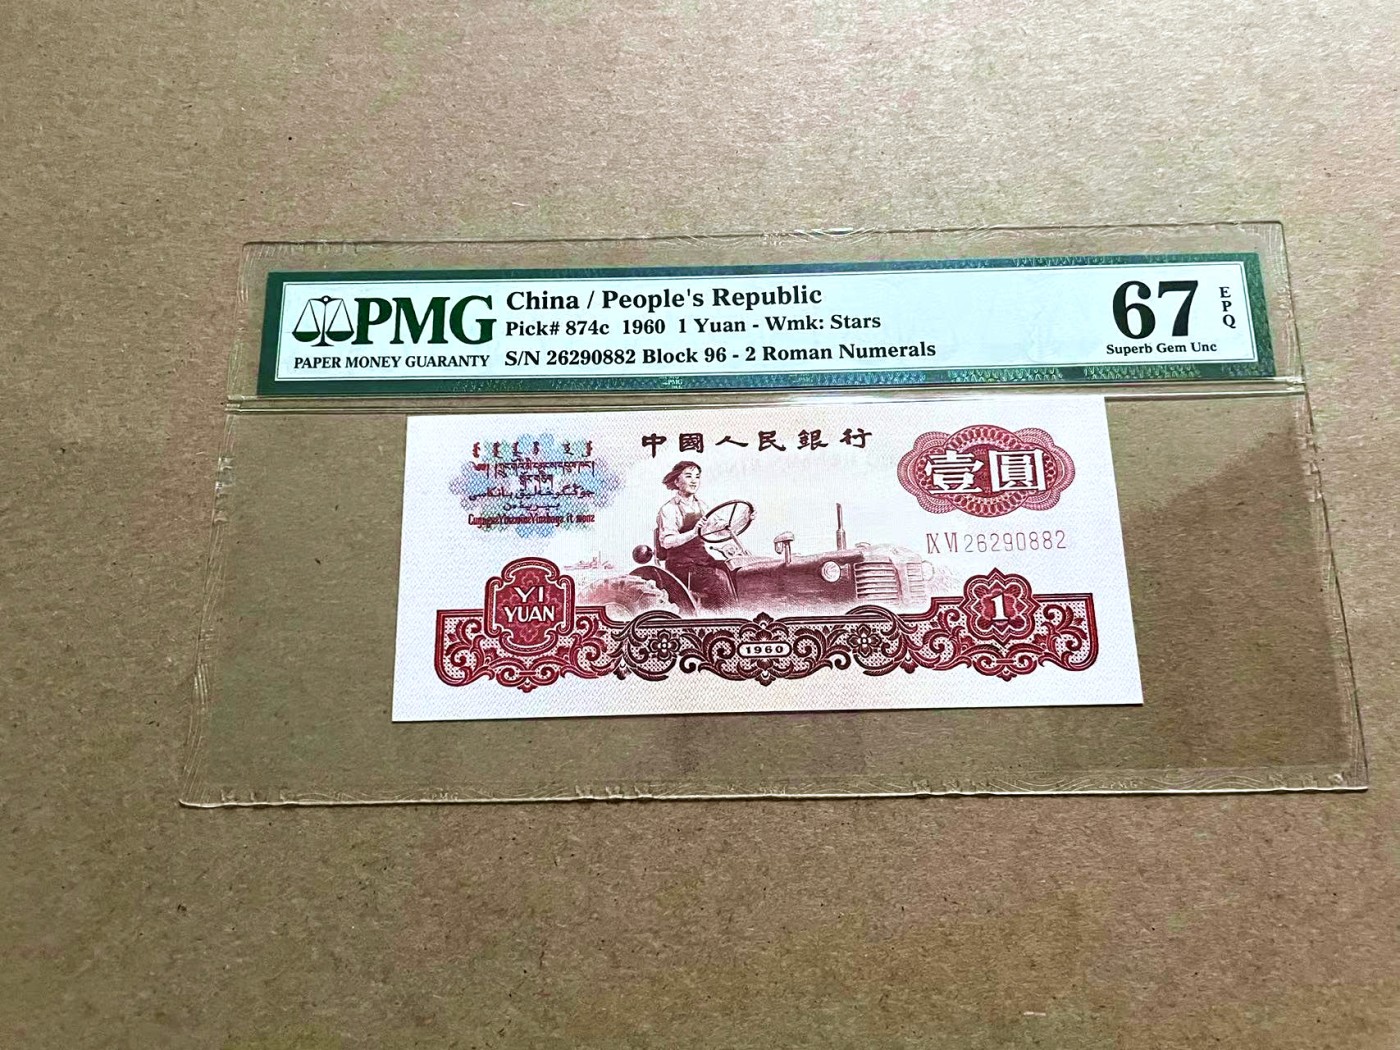 PMG
PAPER MONEY GUARANTY
China / People's Republic
Pick# 874c 1960 1 Yuan - Wmk: Stars
S/N 26290882 Block 96 - 2 Roman Numerals
67
EPQ
Superb Gem Unc
中國人民銀行
壹圓
IX VI 26290882
YI
YUAN
1960
1